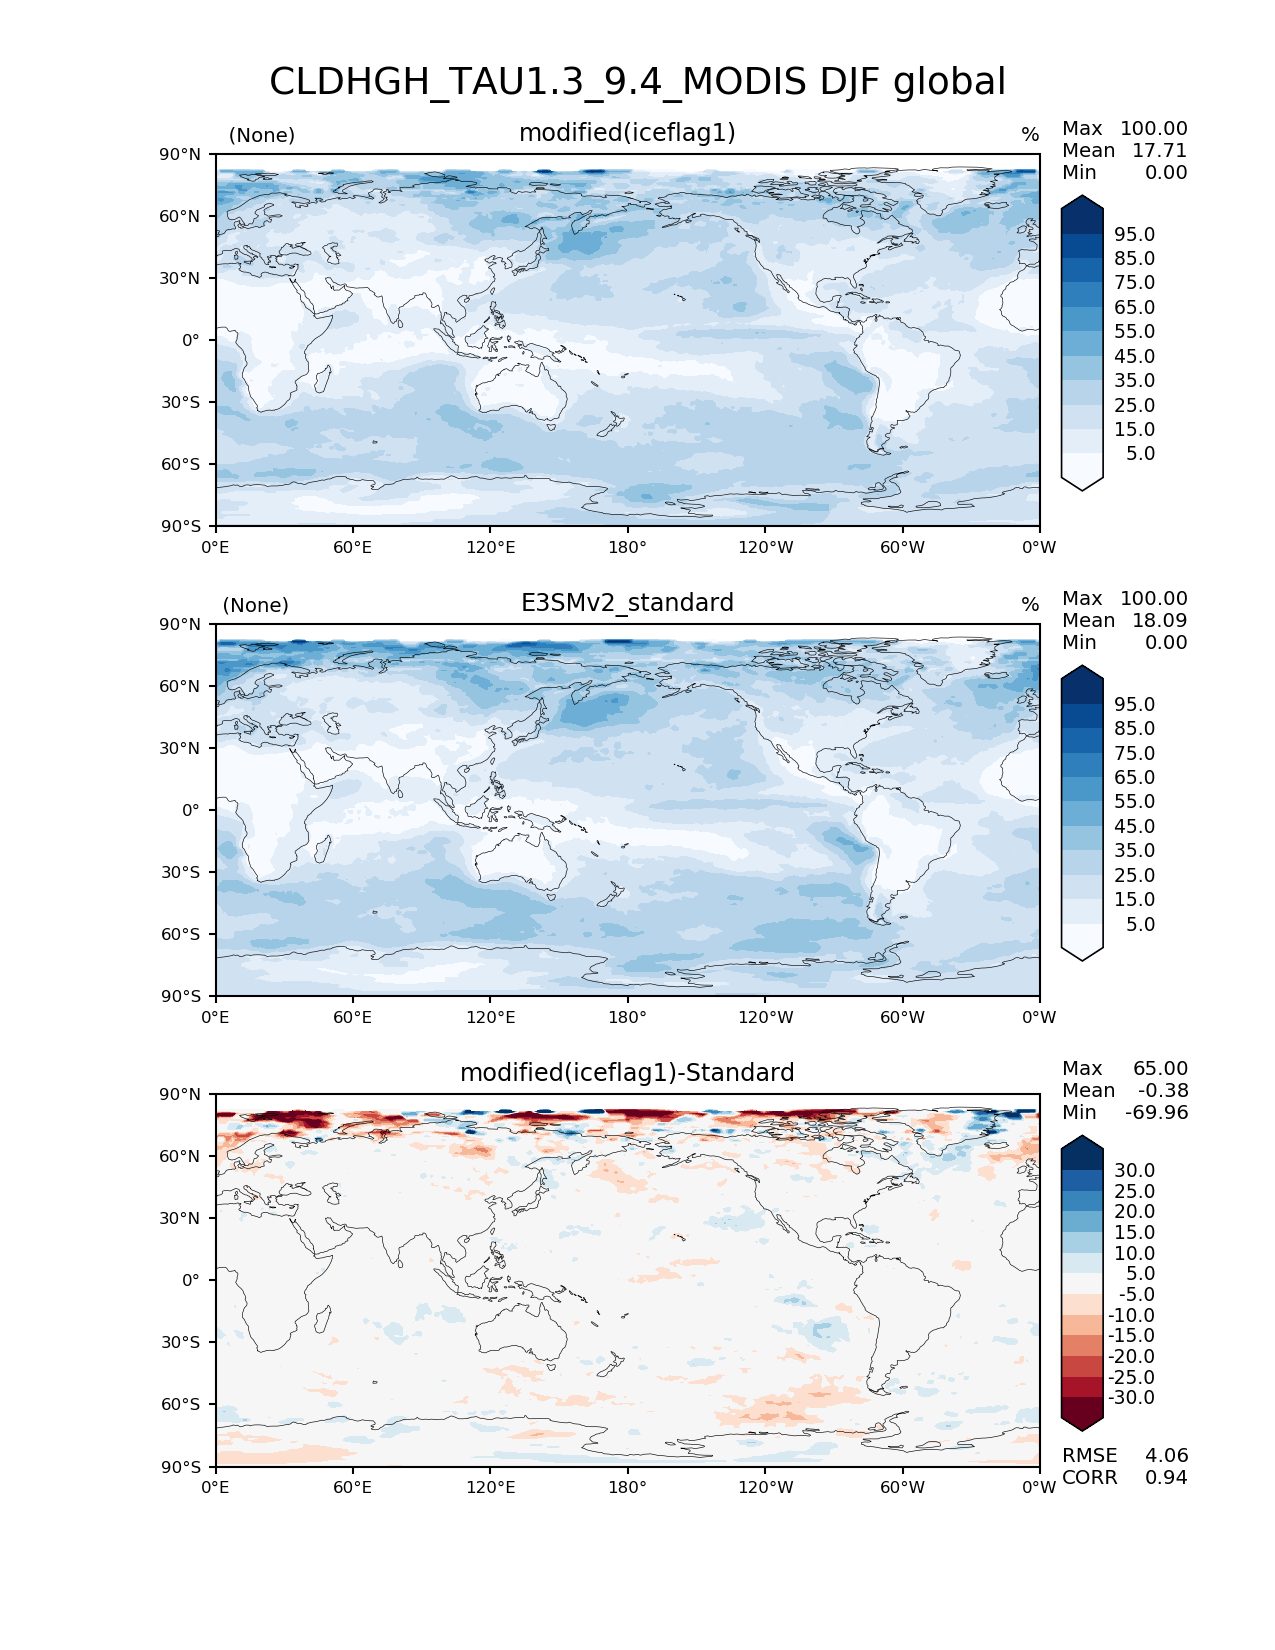 CLDHGH_TAU1.3_9.4_MODIS DJF global
(None) modified(iceflag1) %
Max 100.00
Mean 17.71
Min 0.00
90°N
60°N
30°N
0°
30°S
60°S
90°S
0°E 60°E 120°E 180° 120°W 60°W 0°W
95.0
85.0
75.0
65.0
55.0
45.0
35.0
25.0
15.0
5.0
(None) E3SMv2_standard %
Max 100.00
Mean 18.09
Min 0.00
90°N
60°N
30°N
0°
30°S
60°S
90°S
0°E 60°E 120°E 180° 120°W 60°W 0°W
95.0
85.0
75.0
65.0
55.0
45.0
35.0
25.0
15.0
5.0
modified(iceflag1)-Standard
Max 65.00
Mean -0.38
Min -69.96
90°N
60°N
30°N
0°
30°S
60°S
90°S
0°E 60°E 120°E 180° 120°W 60°W 0°W
30.0
25.0
20.0
15.0
10.0
5.0
-5.0
-10.0
-15.0
-20.0
-25.0
-30.0
RMSE 4.06
CORR 0.94